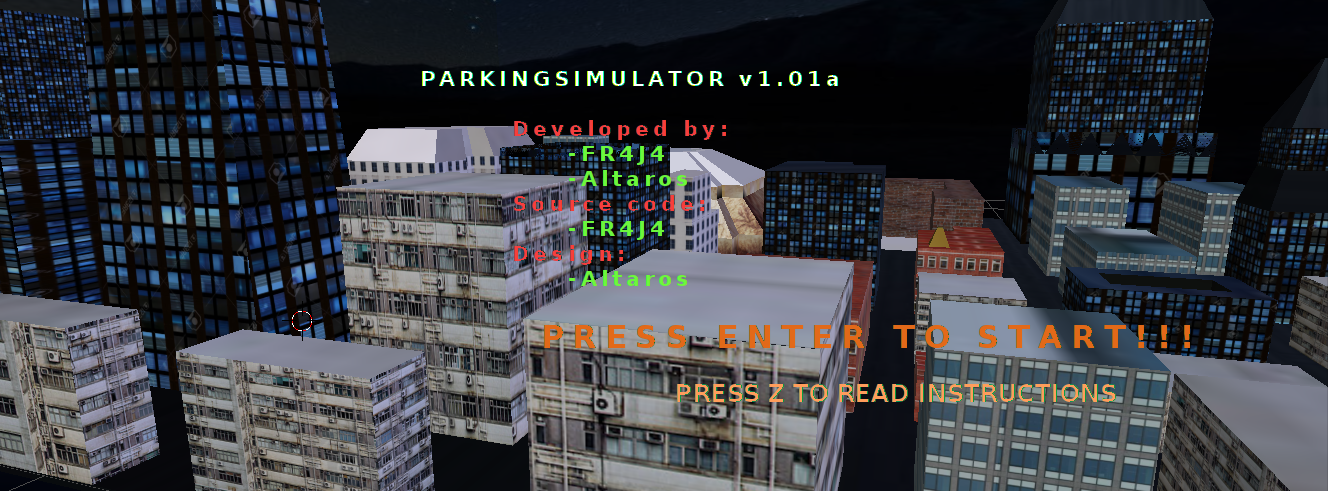 PARKINGSIMULATOR v1.01a
Developed by:
-FR4J4
-Altaros
Source code:
-FR4J4
Design:
-Altaros
PRESS ENTER TO START!!!
PRESS Z TO READ INSTRUCTIONS